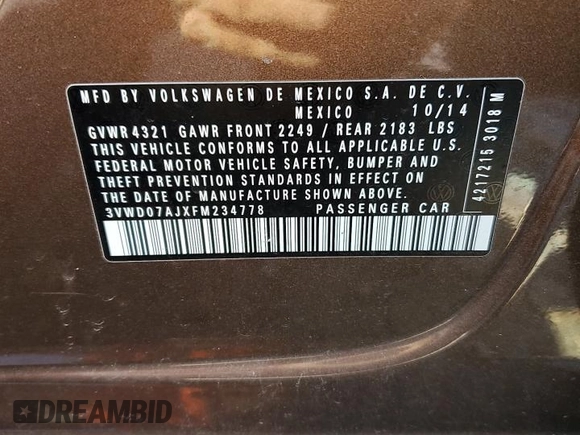 MFD BY VOLKSWAGEN DE MEXICO S.A. DE C.V.
MEXICO 10/14
GVWR 4321 GAWR FRONT 2249 / REAR 2183 LBS
THIS VEHICLE CONFORMS TO ALL APPLICABLE U.S.
FEDERAL MOTOR VEHICLE SAFETY, BUMPER AND
THEFT PREVENTION STANDARDS IN EFFECT ON
THE DATE OF MANUFACTURE SHOWN ABOVE.
3VWD07AJXFM234778 PASSENGER CAR
4217215 3018 M
DREAMBID